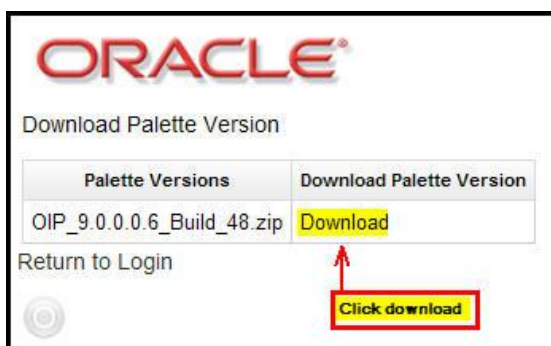 ORACLE®
Download Palette Version
Palette Versions Download Palette Version
OIP_9.0.0.0.6_Build_48.zip Download
Return to Login
Click download